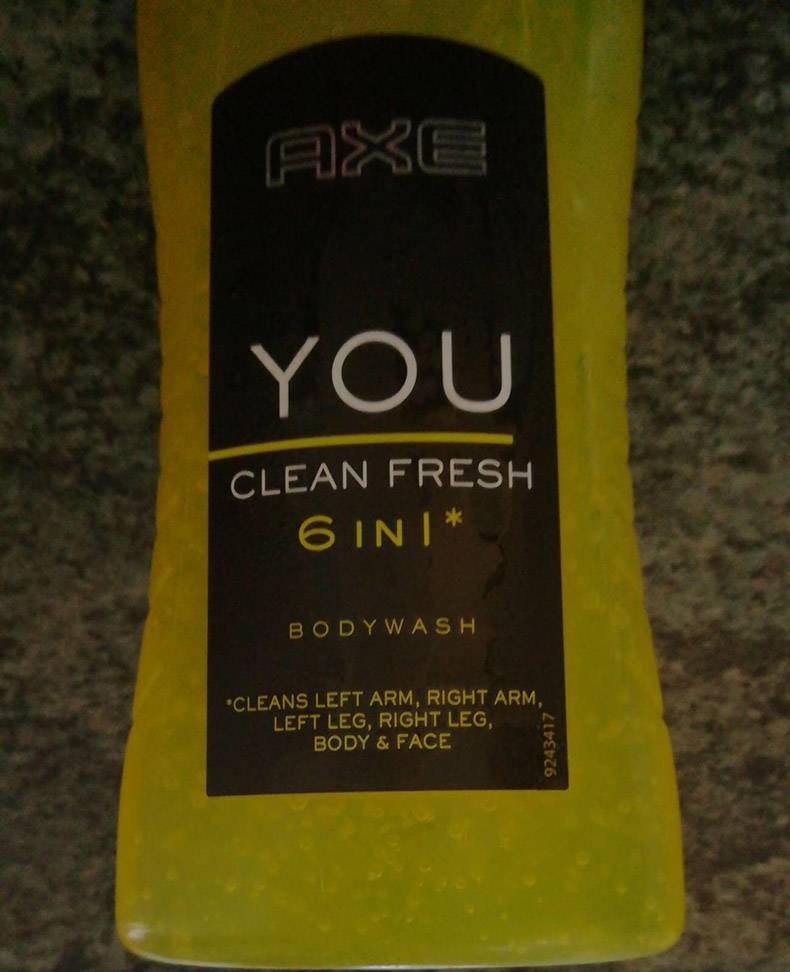 AXE
YOU
CLEAN FRESH
6 IN 1*
BODYWASH
*CLEANS LEFT ARM, RIGHT ARM,
LEFT LEG, RIGHT LEG,
BODY & FACE
9243417